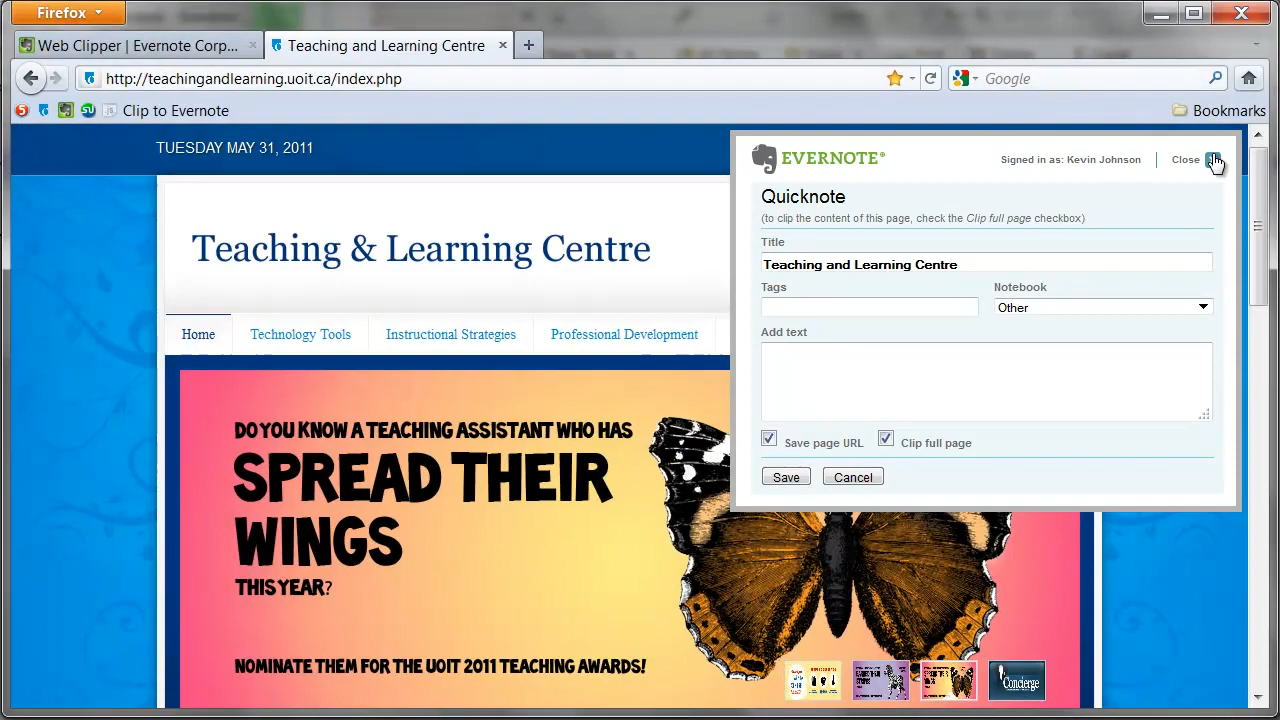 Firefox
Web Clipper | Evernote Corp...
Teaching and Learning Centre
http://teachingandlearning.uoit.ca/index.php
Google
Clip to Evernote
Bookmarks
TUESDAY MAY 31, 2011
EVERNOTE®
Signed in as: Kevin Johnson
Close
Quicknote
(to clip the content of this page, check the Clip full page checkbox)
Title
Teaching and Learning Centre
Tags
Notebook
Other
Add text
Save page URL
Clip full page
Save
Cancel
Teaching & Learning Centre
Home
Technology Tools
Instructional Strategies
Professional Development
DO YOU KNOW A TEACHING ASSISTANT WHO HAS
SPREAD THEIR
WINGS
THIS YEAR?
NOMINATE THEM FOR THE UOIT 2011 TEACHING AWARDS!
Concierge